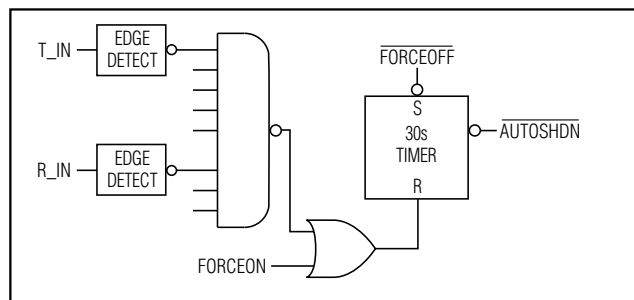 T_IN
EDGE
DETECT
R_IN
EDGE
DETECT
FORCEON
FORCEOFF
S
30s
TIMER
R
AUTOSHDN